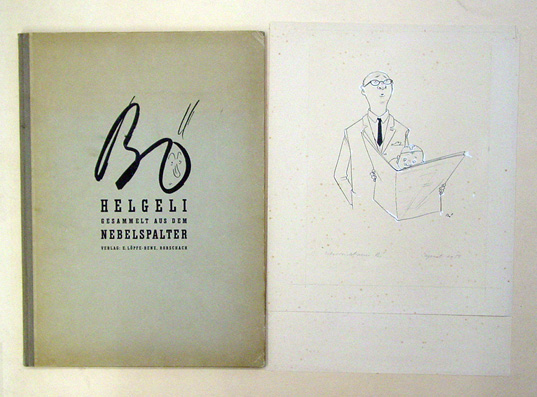 Bö
HELGELI
GESAMMELT AUS DEM
NEBELSPALTER
VERLAG: E. LÖPFE-BENZ, RORSCHACH